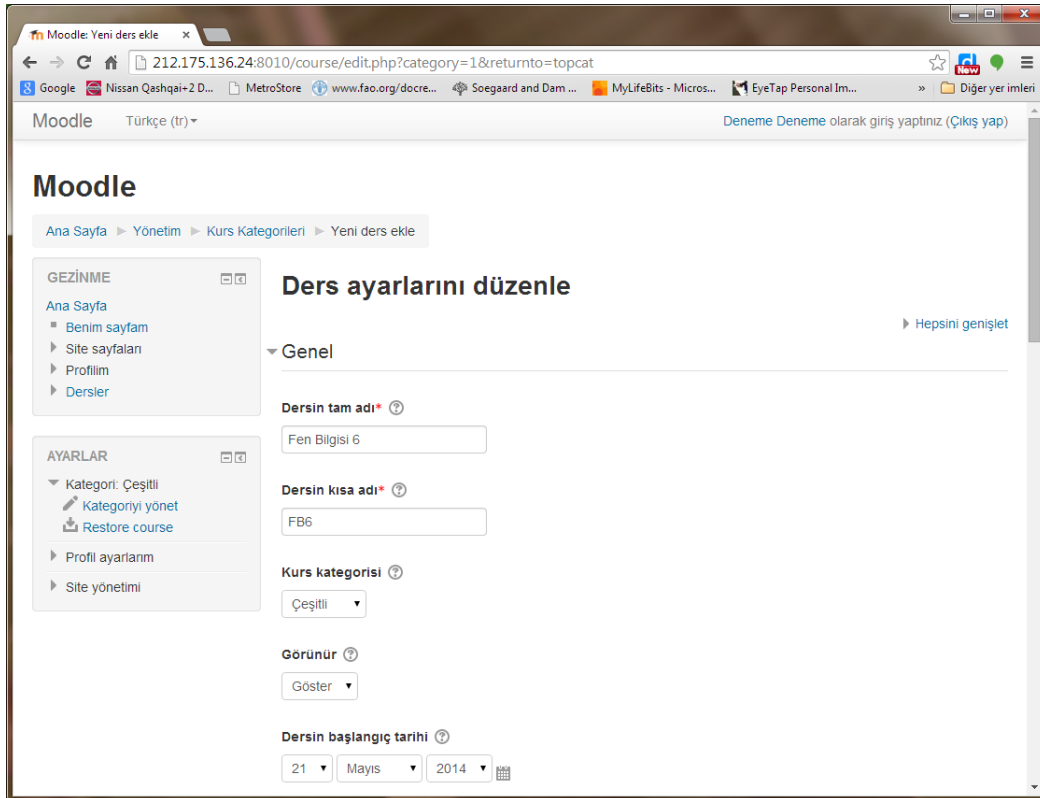 Moodle: Yeni ders ekle
212.175.136.24:8010/course/edit.php?category=1&returnto=topcat
Google Nissan Qashqai+2 D... MetroStore www.fao.org/docre... Soegaard and Dam ... MyLifeBits - Micros... EyeTap Personal Im... » Diğer yer imleri
New
Moodle Türkçe (tr)
Deneme Deneme olarak giriş yaptınız (Çıkış yap)
Moodle
Ana Sayfa Yönetim Kurs Kategorileri Yeni ders ekle
GEZİNME
Ana Sayfa
Benim sayfam
Site sayfaları
Profilim
Dersler
AYARLAR
Kategori: Çeşitli
Kategoriyi yönet
Restore course
Profil ayarlarım
Site yönetimi
Ders ayarlarını düzenle
Hepsini genişlet
Genel
Dersin tam adı*
Fen Bilgisi 6
Dersin kısa adı*
FB6
Kurs kategorisi
Çeşitli
Görünür
Göster
Dersin başlangıç tarihi
21 Mayıs 2014